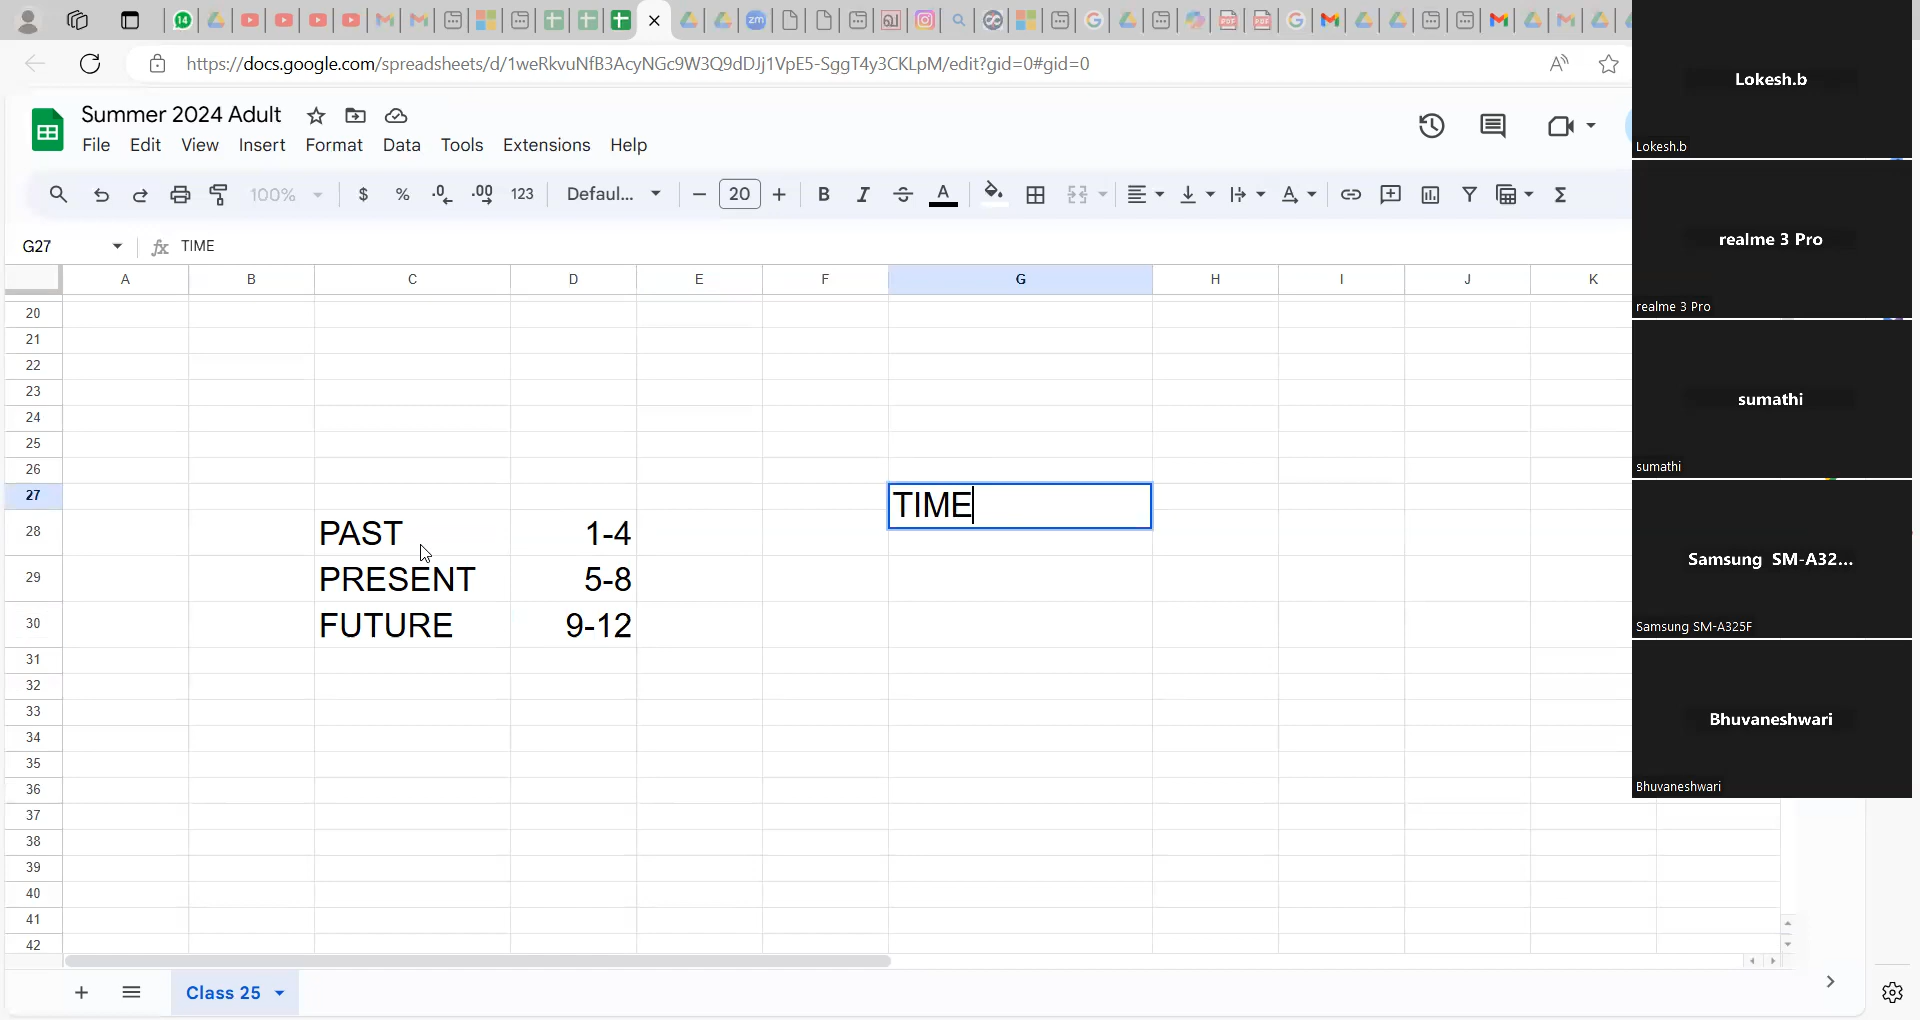 https://docs.google.com/spreadsheets/d/1weRkvuNfB3AcyNGc9W3Q9dDJj1VpE5-SggT4y3CKLpM/edit?gid=0#gid=0
Summer 2024 Adult
File Edit View Insert Format Data Tools Extensions Help
100% $ % .0 .00 123 Defaul... 20 B I S A
G27 fx TIME
A B C D E F G H I J K
20
21
22
23
24
25
26
27 TIME
28 PAST 1-4
29 PRESENT 5-8
30 FUTURE 9-12
31
32
33
34
35
36
37
38
39
40
41
42
Class 25
Lokesh.b
Lokesh.b
realme 3 Pro
realme 3 Pro
sumathi
sumathi
Samsung SM-A32...
Samsung SM-A325F
Bhuvaneshwari
Bhuvaneshwari